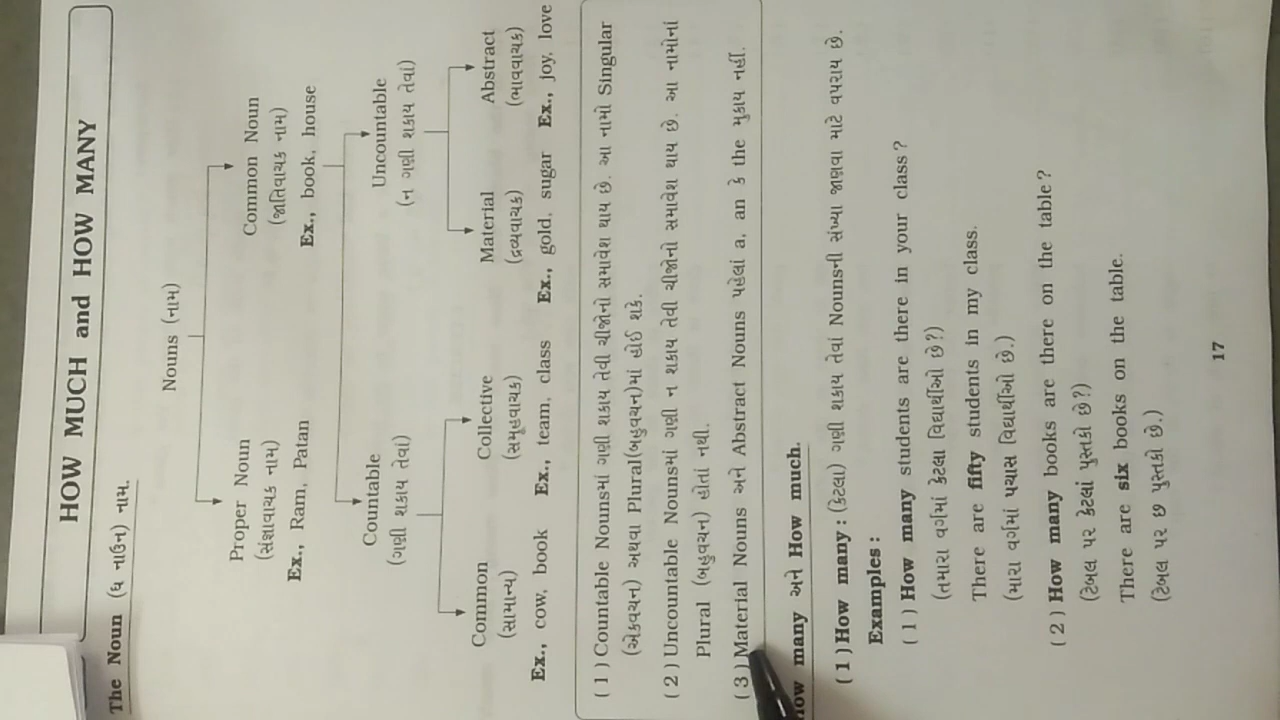 HOW MUCH and HOW MANY
The Noun (ધ નાઉન) નામ.
Nouns (નામ)
Proper Noun Common Noun
(સંજ્ઞાવાચક નામ) (જાતિવાચક નામ)
Ex., Ram, Patan Ex., book, house
Countable Uncountable
(ગણી શકાય તેવાં) (ન ગણી શકાય તેવાં)
Common Collective Material Abstract
(સામાન્ય) (સમૂહવાચક) (દ્રવ્યવાચક) (ભાવવાચક)
Ex., cow, book Ex., team, class Ex., gold, sugar Ex., joy, love
( 1 ) Countable Nounsમાં ગણી શકાય તેવી ચીજોનો સમાવેશ થાય છે. આ નામો Singular
(એકવચન) અથવા Plural(બહુવચન)માં હોઈ શકે.
( 2 ) Uncountable Nounsમાં ગણી ન શકાય તેવી ચીજોનો સમાવેશ થાય છે. આ નામોનાં
Plural (બહુવચન) હોતાં નથી.
( 3 ) Material Nouns અને Abstract Nouns પહેલાં a, an કે the મુકાય નહીં.
How many અને How much.
( 1 ) How many : (કેટલા) ગણી શકાય તેવાં Nounsની સંખ્યા જાણવા માટે વપરાય છે.
Examples :
( 1 ) How many students are there in your class ?
(તમારા વર્ગમાં કેટલા વિદ્યાર્થીઓ છે?)
There are fifty students in my class.
(મારા વર્ગમાં પચાસ વિદ્યાર્થીઓ છે.)
( 2 ) How many books are there on the table ?
(ટેબલ પર કેટલાં પુસ્તકો છે?)
There are six books on the table.
(ટેબલ પર છ પુસ્તકો છે.)
17